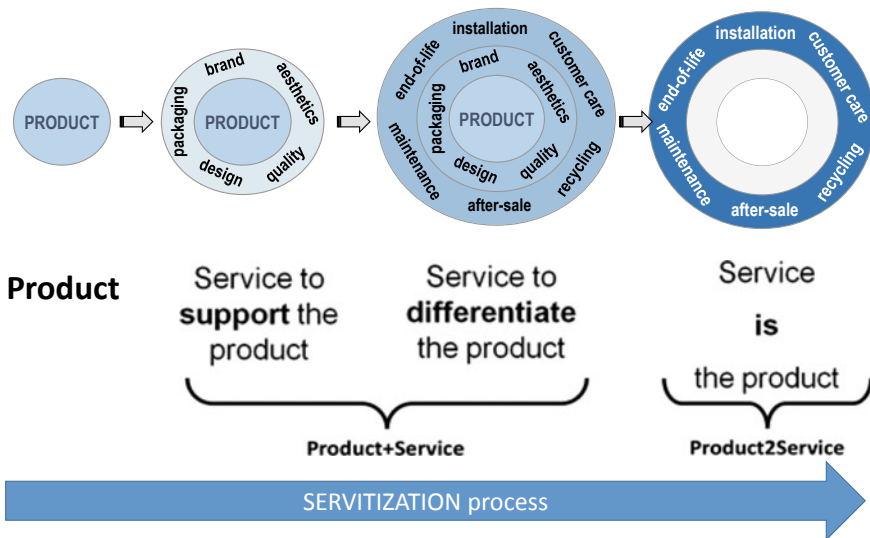 PRODUCT
brand
aesthetics
quality
design
packaging
PRODUCT
installation
customer care
recycling
after-sale
maintenance
end-of-life
brand
aesthetics
quality
design
packaging
PRODUCT
installation
customer care
recycling
after-sale
maintenance
end-of-life
Product
Service to
support the
product
Service to
differentiate
the product
Service
is
the product
Product+Service
Product2Service
SERVITIZATION process